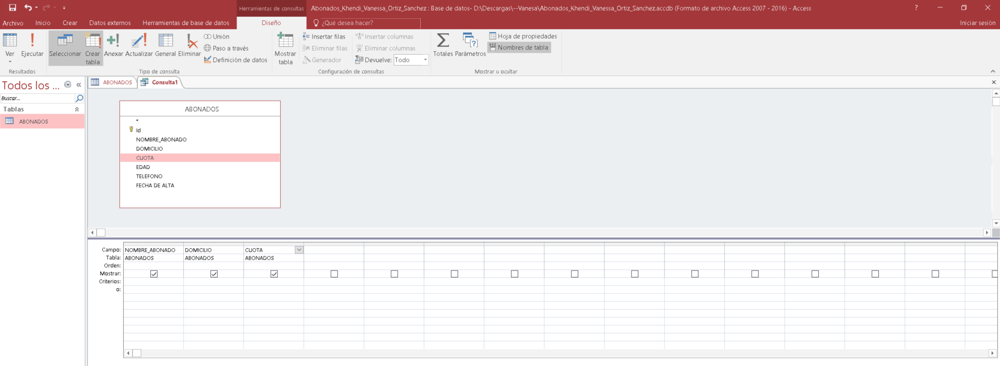 Herramientas de consultas
Abonados_Khendi_Vanessa_Ortiz_Sanchez : Base de datos- D:\Descargas\--Vanesa\Abonados_Khendi_Vanessa_Ortiz_Sanchez.accdb (Formato de archivo Access 2007 - 2016) - Access
?
Archivo Inicio Crear Datos externos Herramientas de base de datos Diseño ¿Qué desea hacer? Iniciar sesión
Ver
Ejecutar
Seleccionar
Crear
tabla
Anexar
Actualizar
General
Eliminar
Unión
Paso a través
Definición de datos
Mostrar
tabla
Insertar filas
Eliminar filas
Generador
Insertar columnas
Eliminar columnas
Devuelve: Todo
Totales
Parámetros
Hoja de propiedades
XYZ Nombres de tabla
Resultados
Tipo de consulta
Configuración de consultas
Mostrar u ocultar
Todos los ... «
Buscar...
Tablas
ABONADOS
ABONADOS Consulta1
ABONADOS
*
Id
NOMBRE_ABONADO
DOMICILIO
CUOTA
EDAD
TELEFONO
FECHA DE ALTA
Campo: NOMBRE_ABONADO DOMICILIO CUOTA
Tabla: ABONADOS ABONADOS ABONADOS
Orden:
Mostrar:
Criterios:
o: